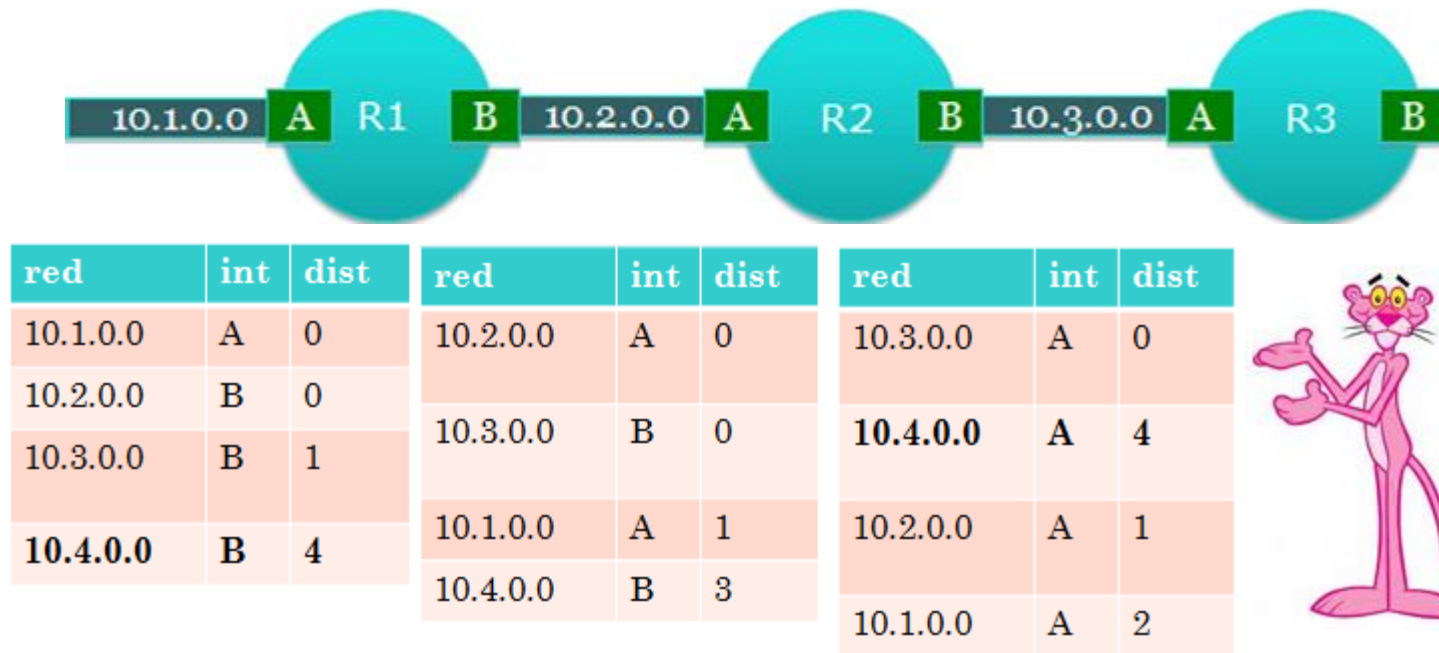 10.1.0.0 A R1 B 10.2.0.0 A R2 B 10.3.0.0 A R3 B
red int dist
10.1.0.0 A 0
10.2.0.0 B 0
10.3.0.0 B 1
10.4.0.0 B 4
red int dist
10.2.0.0 A 0
10.3.0.0 B 0
10.1.0.0 A 1
10.4.0.0 B 3
red int dist
10.3.0.0 A 0
10.4.0.0 A 4
10.2.0.0 A 1
10.1.0.0 A 2